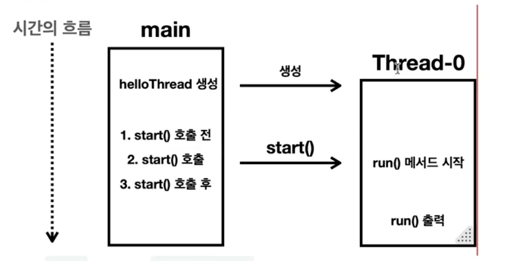 시간의 흐름
main
helloThread 생성
1. start() 호출 전
2. start() 호출
3. start() 호출 후
생성
start()
Thread-0
run() 메서드 시작
run() 출력